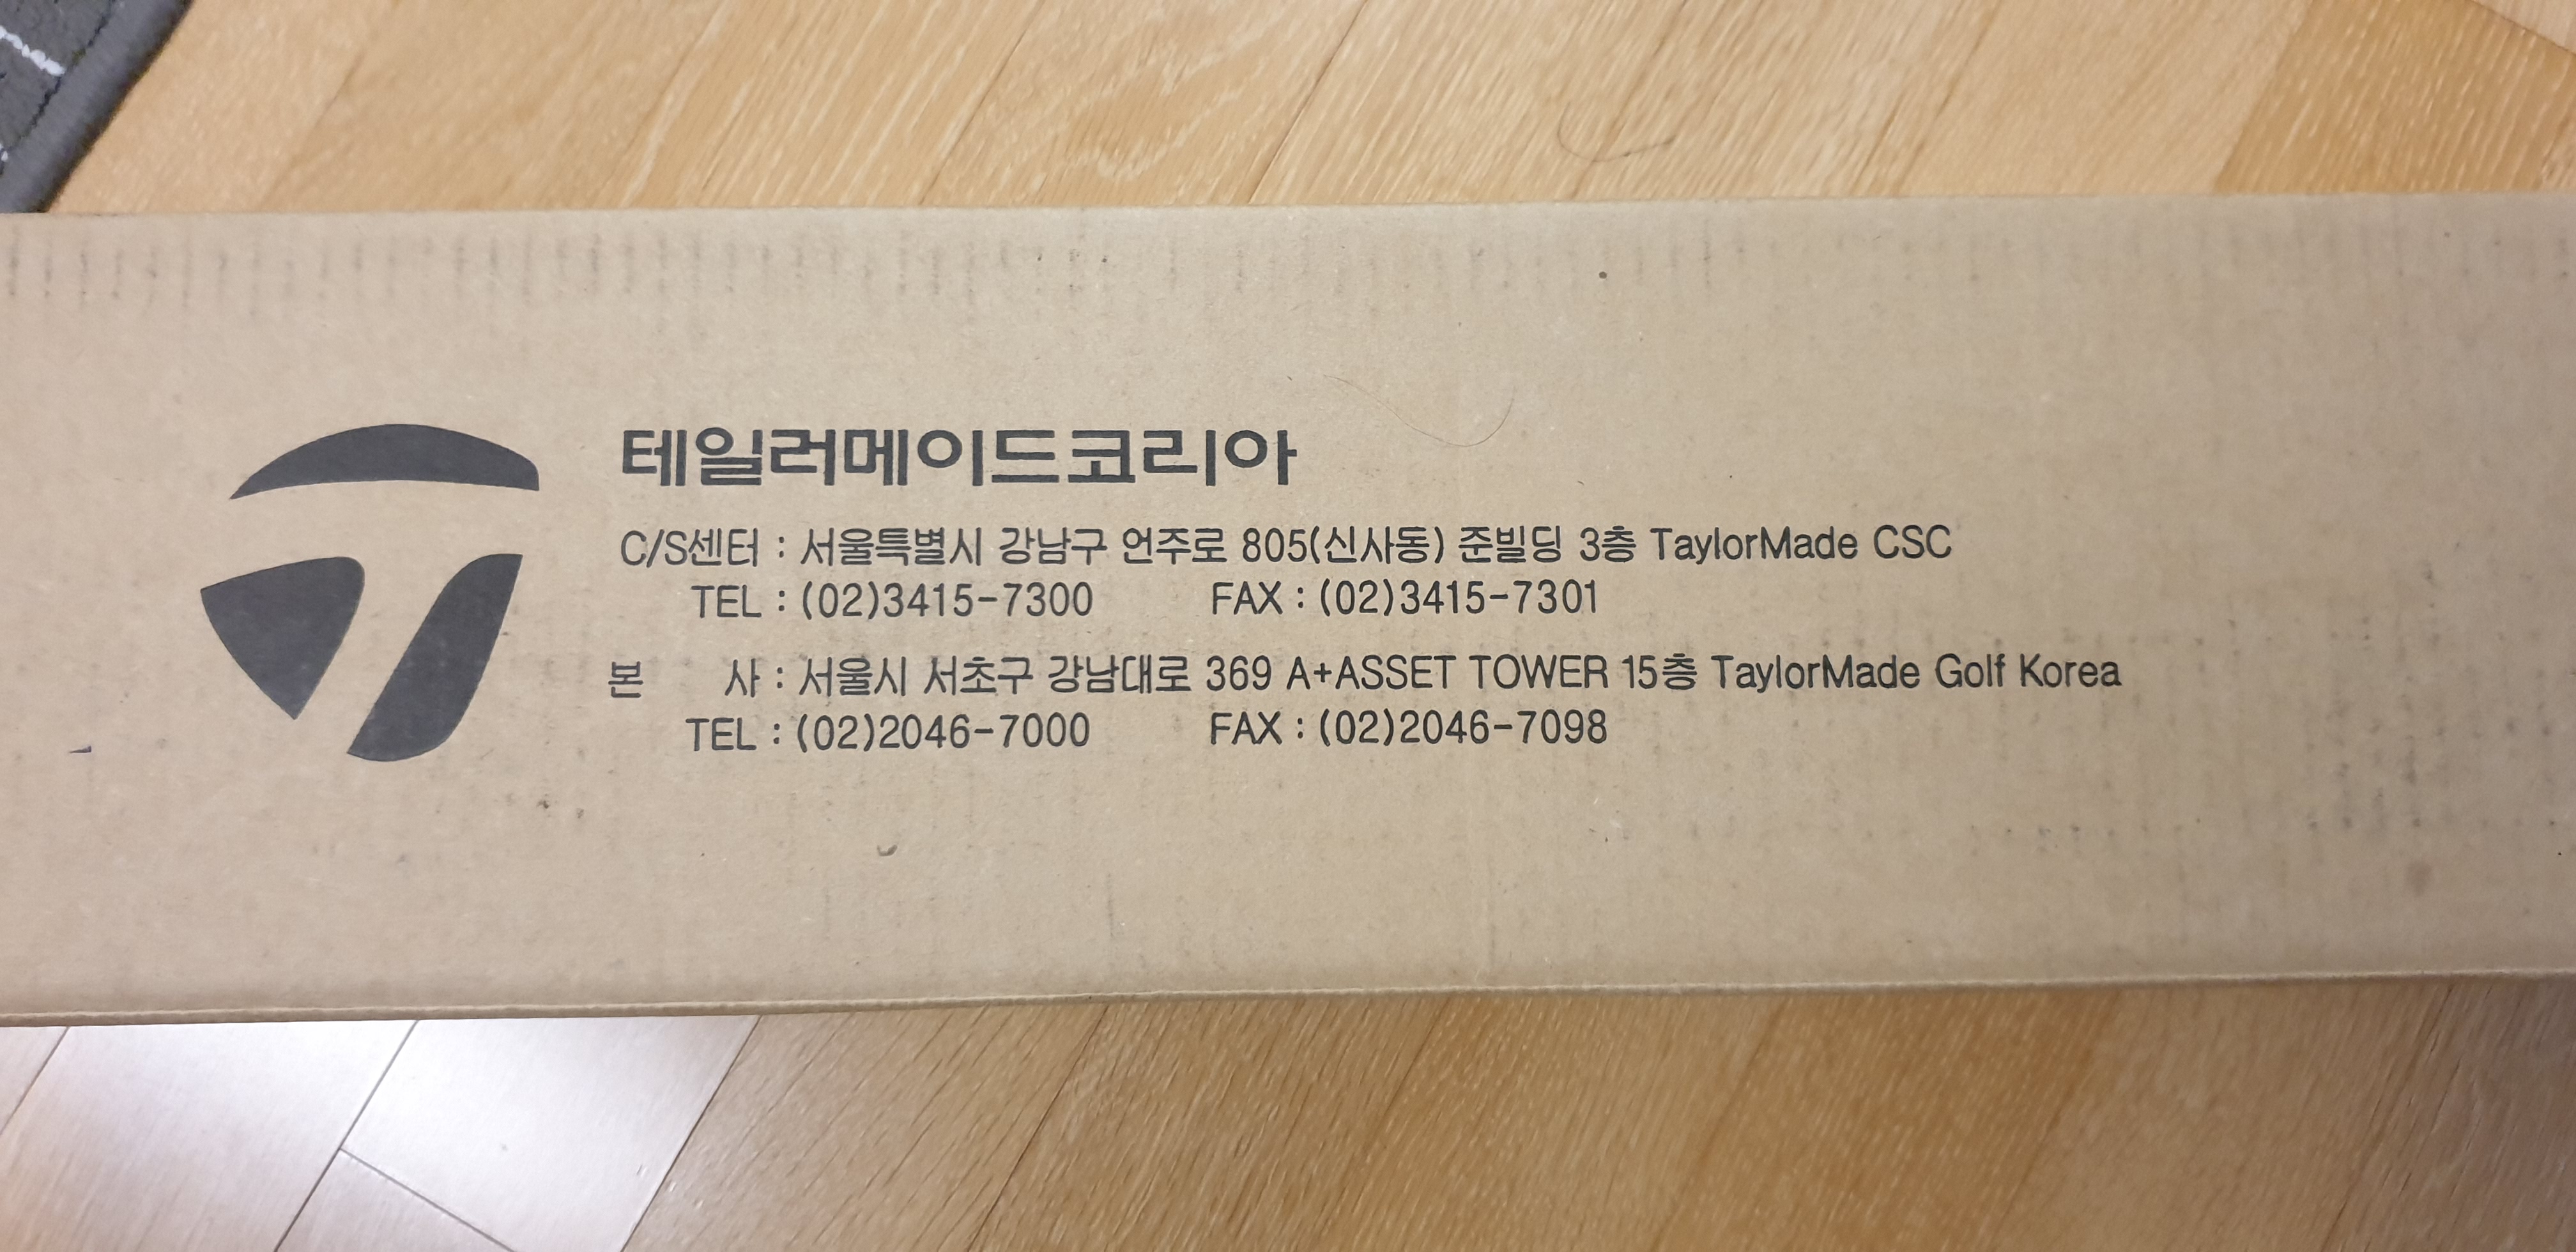 테일러메이드코리아
C/S센터 : 서울특별시 강남구 언주로 805(신사동) 준빌딩 3층 TaylorMade CSC
TEL : (02)3415-7300 FAX : (02)3415-7301
본 사 : 서울시 서초구 강남대로 369 A+ASSET TOWER 15층 TaylorMade Golf Korea
TEL : (02)2046-7000 FAX : (02)2046-7098